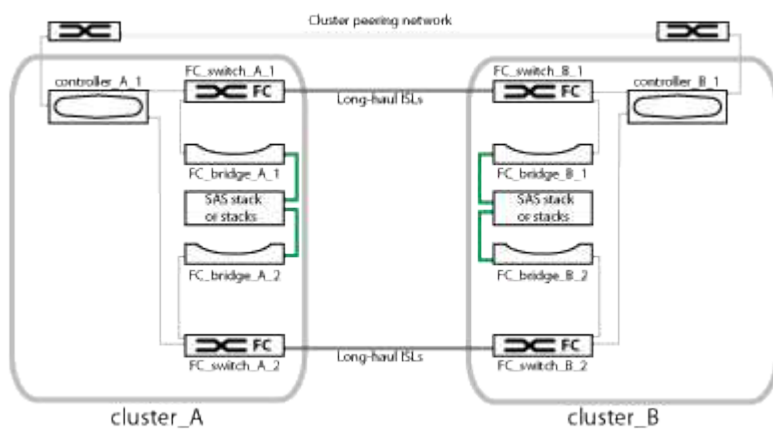 Cluster peering network
controller_A_1
FC_switch_A_1
FC
Long-haul ISLs
FC_switch_B_1
FC
controller_B_1
FC_bridge_A_1
FC_bridge_B_1
SAS stack
or stacks
SAS stack
or stacks
FC_bridge_A_2
FC_bridge_B_2
FC
FC
Long-haul ISLs
FC_switch_A_2
FC_switch_B_2
cluster_A
cluster_B